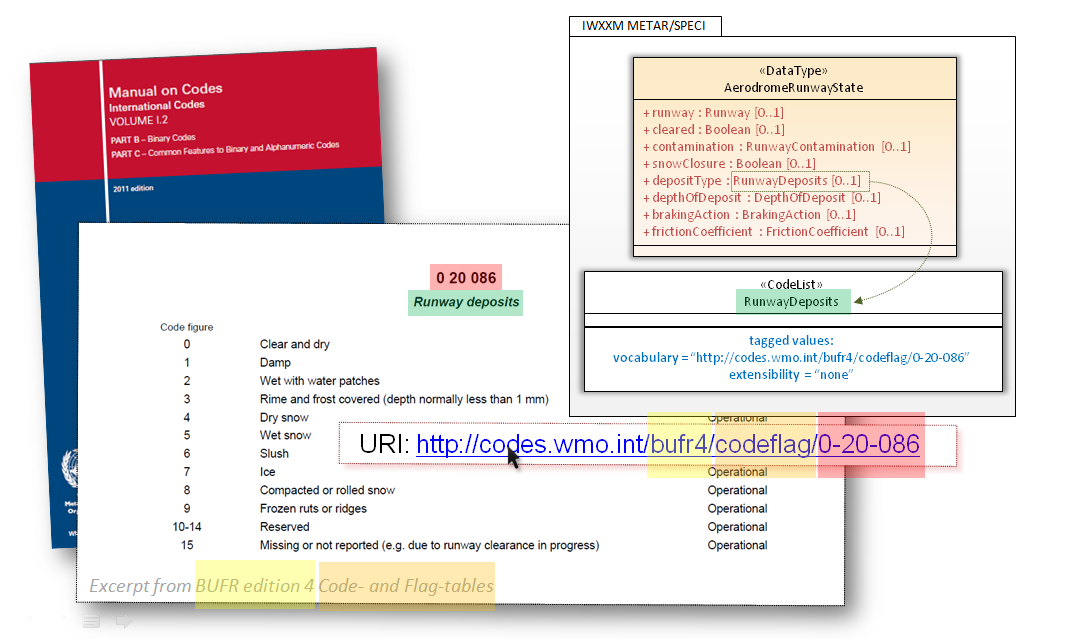 Manual on Codes
International Codes
VOLUME I.2
PART B – Binary Codes
PART C – Common Features to Binary and Alphanumeric Codes
2011 edition
0 20 086
Runway deposits
Code figure
0 Clear and dry
1 Damp
2 Wet with water patches
3 Rime and frost covered (depth normally less than 1 mm)
4 Dry snow Operational
5 Wet snow
6 Slush
7 Ice Operational
8 Compacted or rolled snow Operational
9 Frozen ruts or ridges Operational
10-14 Reserved Operational
15 Missing or not reported (e.g. due to runway clearance in progress) Operational
Excerpt from BUFR edition 4 Code- and Flag-tables
URI: http://codes.wmo.int/bufr4/codeflag/0-20-086
IWXXM METAR/SPECI
«DataType»
AerodromeRunwayState
+ runway : Runway [0..1]
+ cleared : Boolean [0..1]
+ contamination : RunwayContamination [0..1]
+ snowClosure : Boolean [0..1]
+ depositType : RunwayDeposits [0..1]
+ depthOfDeposit : DepthOfDeposit [0..1]
+ brakingAction : BrakingAction [0..1]
+ frictionCoefficient : FrictionCoefficient [0..1]
«CodeList»
RunwayDeposits
tagged values:
vocabulary = “http://codes.wmo.int/bufr4/codeflag/0-20-086”
extensibility = “none”